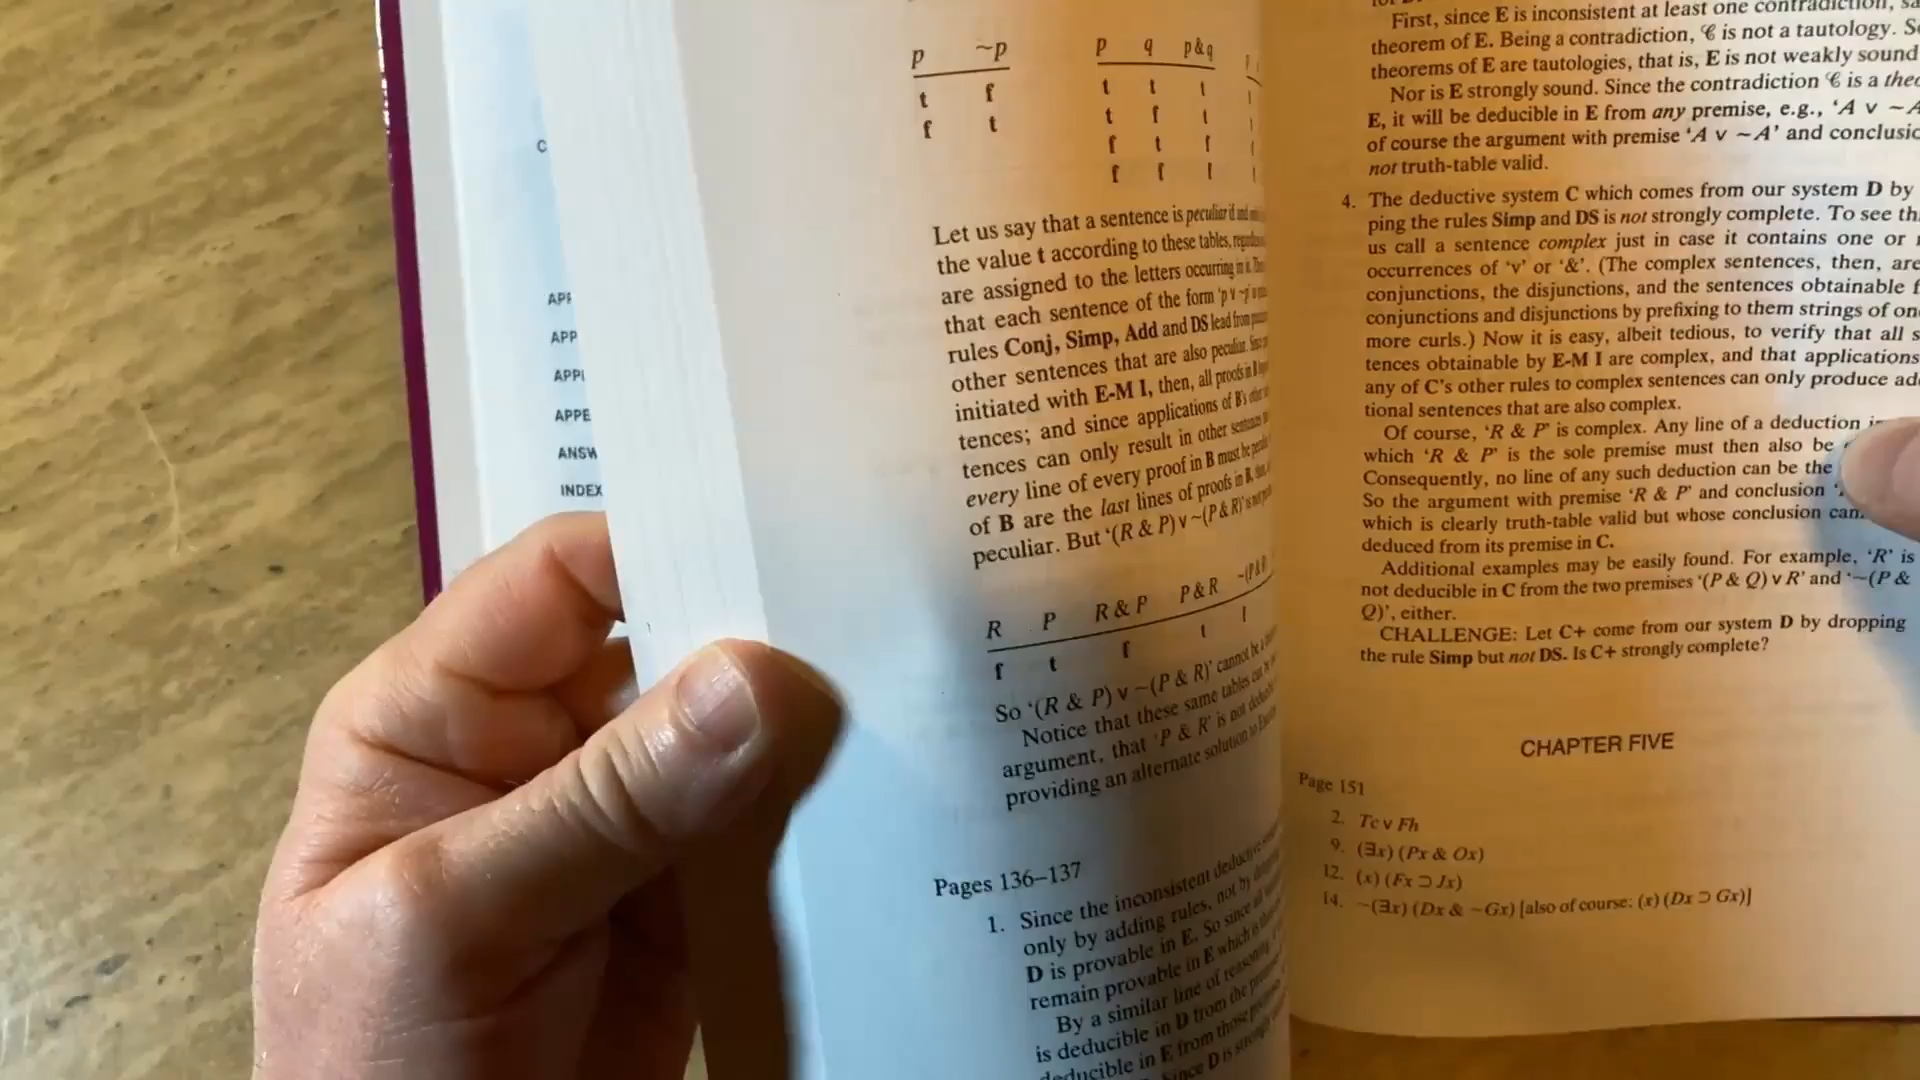 C
APP
APP
APPI
APPE
ANSW
INDEX
p ~p
t f
f t
p q p&q
t t t
t f t
f t f
f f t
Let us say that a sentence is peculiar if and
the value t according to these tables,
are assigned to the letters occurring in it.
that each sentence of the form 'p v ~p'
rules Conj, Simp, Add and DS lead from
other sentences that are also peculiar.
initiated with E-M I, then, all proofs in B
tences; and since applications of B's other
tences can only result in other sentences
every line of every proof in B must be
of B are the last lines of proofs in B,
peculiar. But '(R & P) v ~(P & R)' is not
R P R & P P & R ~(P & R)
f t f t
So '(R & P) v ~(P & R)' cannot be a
Notice that these same tables can be
argument, that 'P & R' is not
providing an alternate solution to
Pages 136–137
1. Since the inconsistent deductive
only by adding rules, not by
D is provable in E. So since all
remain provable in E which is
By a similar line of reasoning,
is deducible in D from the
deducible in E from those
Since D is strongly
First, since E is inconsistent at least one contradiction,
theorem of E. Being a contradiction, 𝒞 is not a tautology.
theorems of E are tautologies, that is, E is not weakly sound
Nor is E strongly sound. Since the contradiction 𝒞 is a
E, it will be deducible in E from any premise, e.g., 'A v ~A
of course the argument with premise 'A v ~A' and
not truth-table valid.
4. The deductive system C which comes from our system D by
ping the rules Simp and DS is not strongly complete. To see
us call a sentence complex just in case it contains one or
occurrences of 'v' or '&'. (The complex sentences, then, are
conjunctions, the disjunctions, and the sentences obtainable f
conjunctions and disjunctions by prefixing to them strings of
more curls.) Now it is easy, albeit tedious, to verify that all s
tences obtainable by E-M I are complex, and that applications
any of C's other rules to complex sentences can only produce
tional sentences that are also complex.
Of course, 'R & P' is complex. Any line of a deduction
which 'R & P' is the sole premise must then also be
Consequently, no line of any such deduction can be the
So the argument with premise 'R & P' and conclusion
which is clearly truth-table valid but whose conclusion
deduced from its premise in C.
Additional examples may be easily found. For example, 'R' is
not deducible in C from the two premises '(P & Q) v R' and '~(P &
Q)', either.
CHALLENGE: Let C+ come from our system D by dropping
the rule Simp but not DS. Is C+ strongly complete?
CHAPTER FIVE
Page 151
2. Tc v Fh
9. (∃x) (Px & Ox)
12. (x) (Fx ⊃ Jx)
14. ~(∃x) (Dx & ~Gx) [also of course: (x) (Dx ⊃ Gx)]